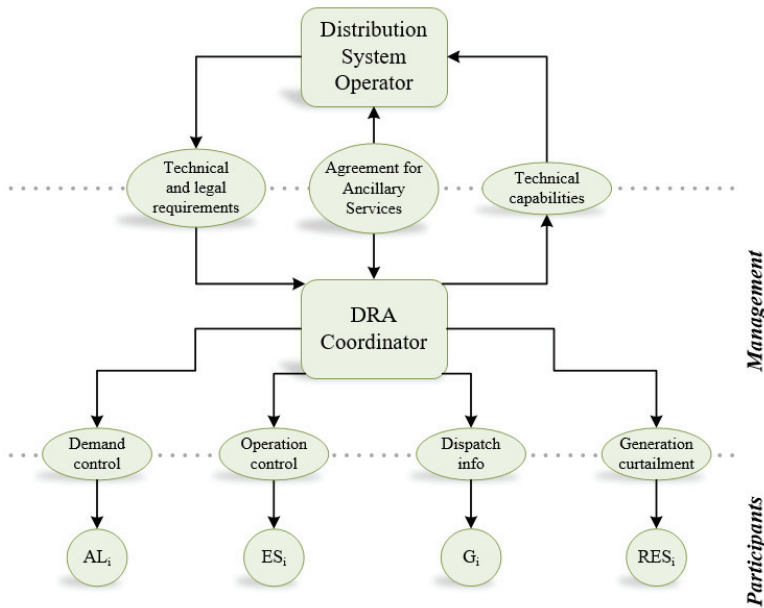 Distribution
System
Operator
Technical
and legal
requirements
Agreement for
Ancillary
Services
Technical
capabilities
DRA
Coordinator
Management
Demand
control
Operation
control
Dispatch
info
Generation
curtailment
ALi
ESi
Gi
RESi
Participants